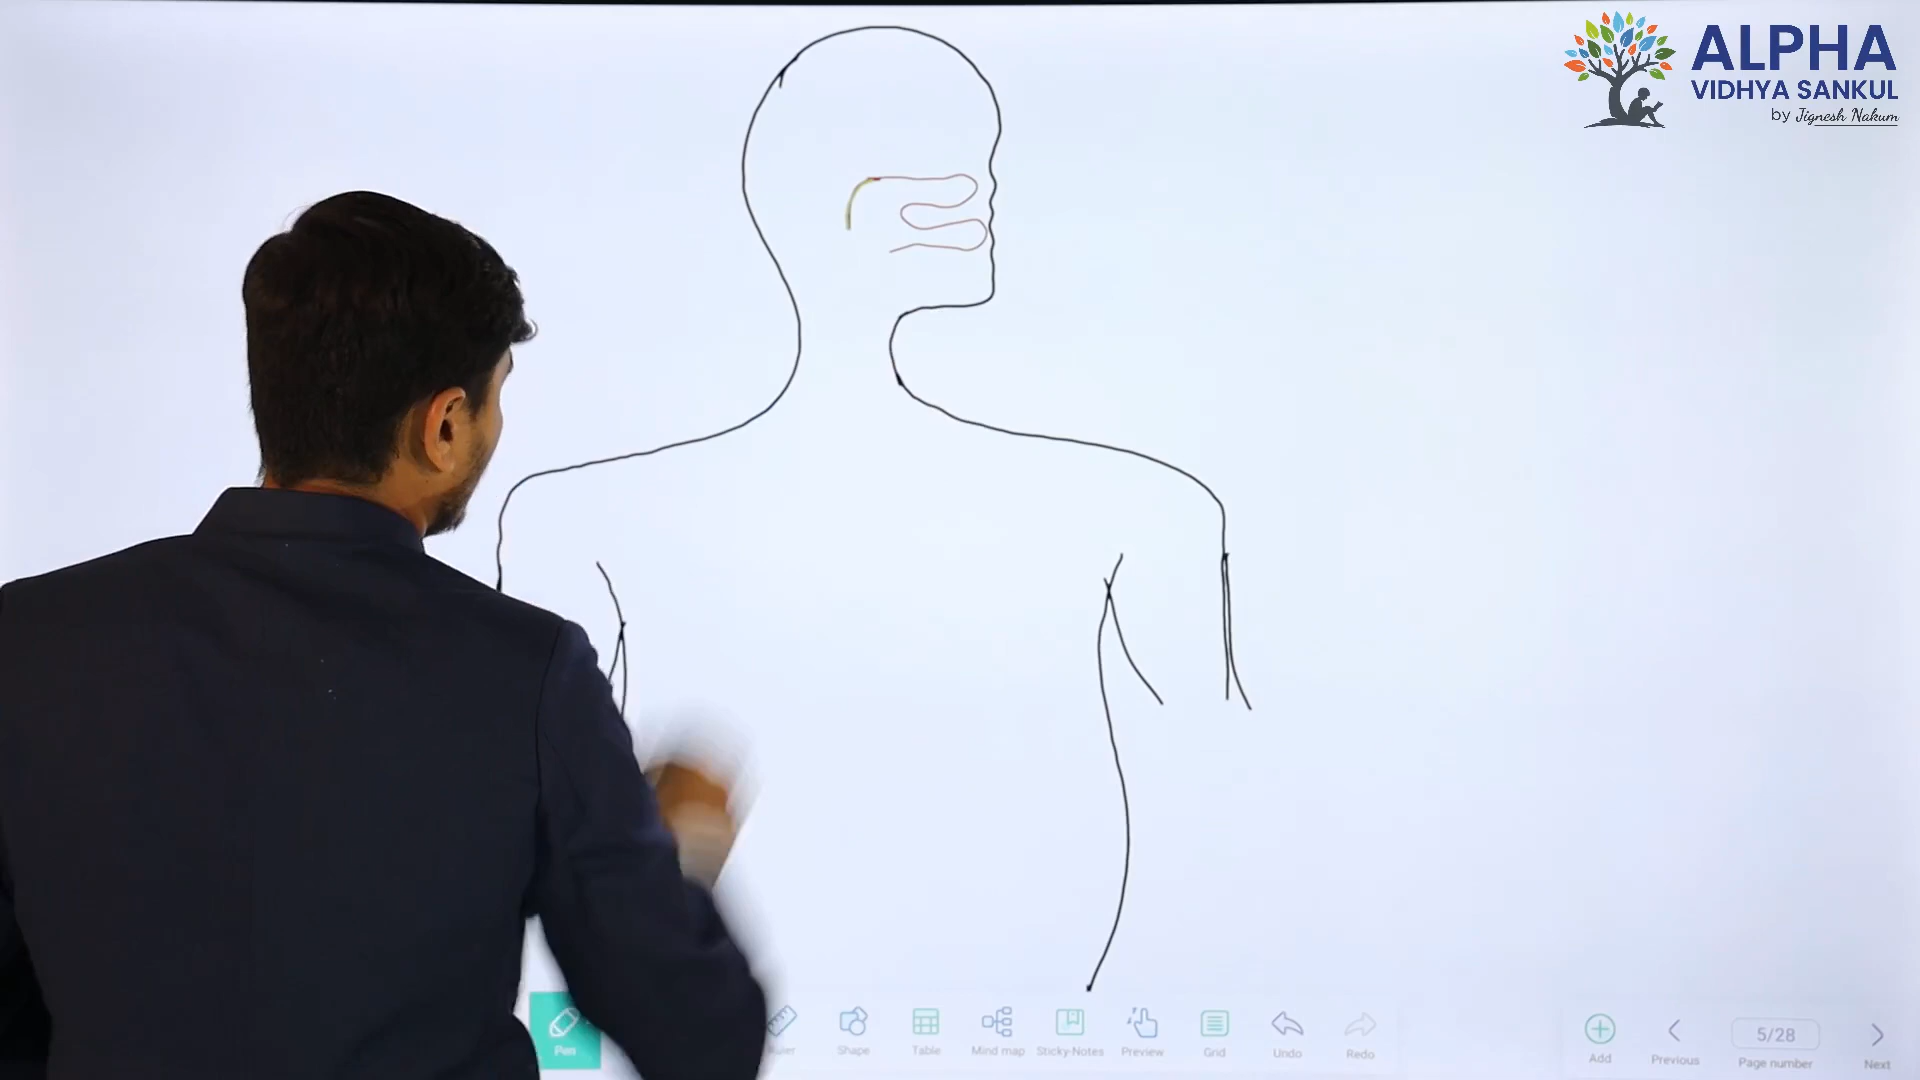 ALPHA
VIDHYA SANKUL
by Jignesh Nakum
Pen
Shape
Table
Mind map
Sticky-Notes
Preview
Grid
Undo
Redo
Add
Previous
5/28
Page number
Next